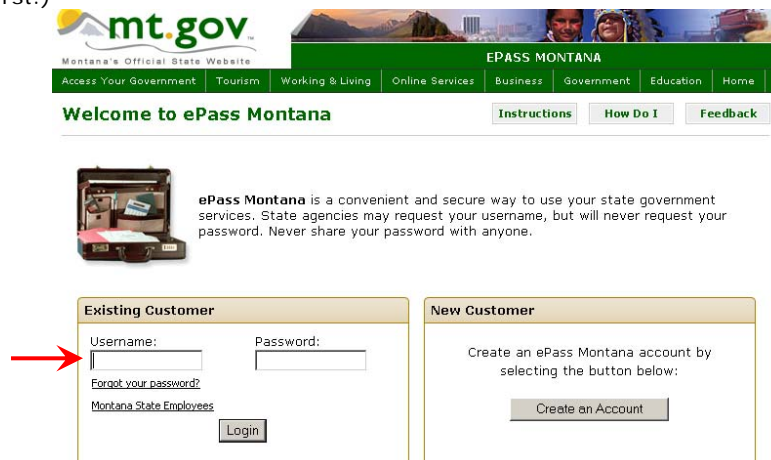 rst.)
mt.gov™
Montana's Official State Website
EPASS MONTANA
Access Your Government Tourism Working & Living Online Services Business Government Education Home
Welcome to ePass Montana
Instructions How Do I Feedback
ePass Montana is a convenient and secure way to use your state government
services. State agencies may request your username, but will never request your
password. Never share your password with anyone.
Existing Customer
Username: Password:
Forgot your password?
Montana State Employees
Login
New Customer
Create an ePass Montana account by
selecting the button below:
Create an Account